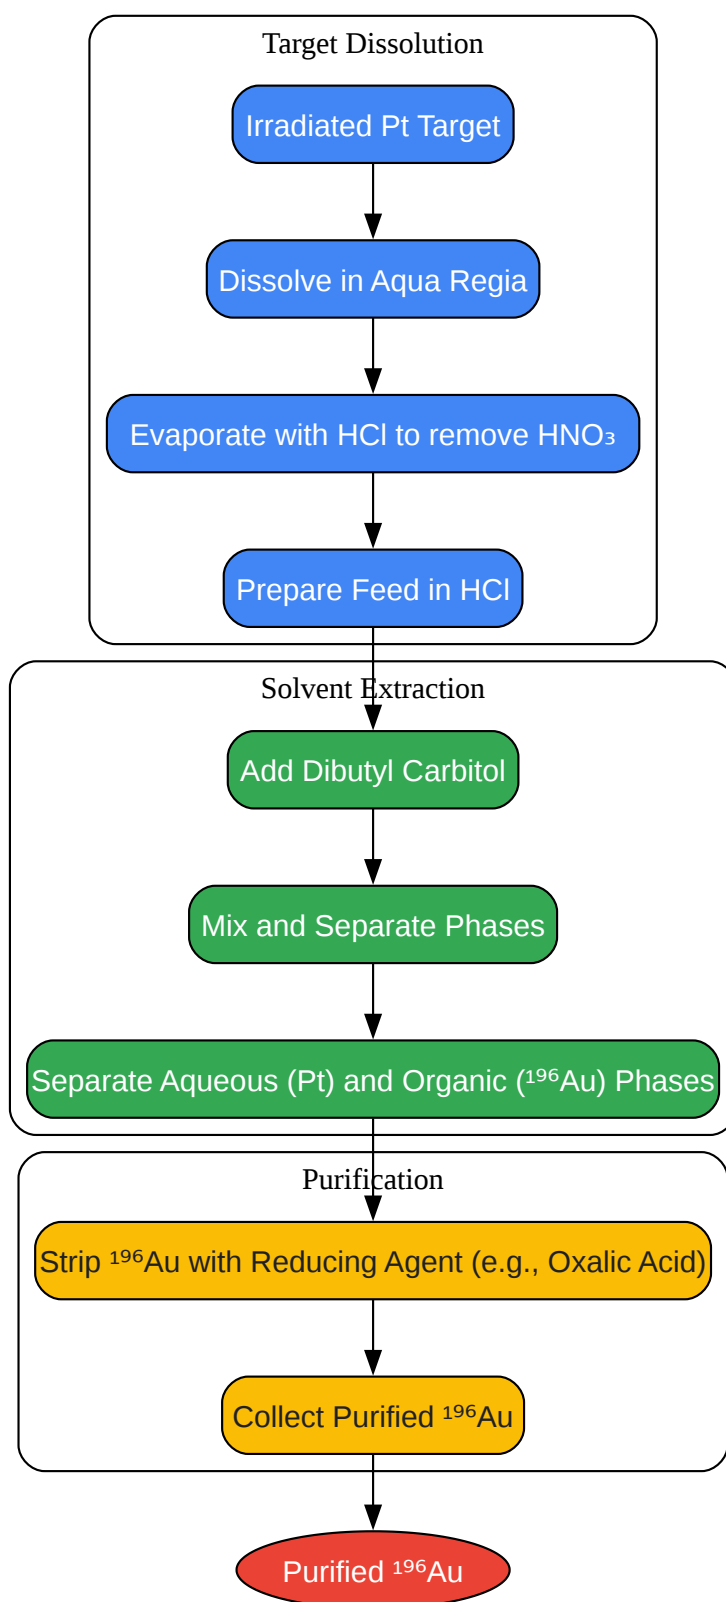 Target Dissolution
Irradiated Pt Target
Dissolve in Aqua Regia
Evaporate with HCl to remove HNO₃
Prepare Feed in HCl
Solvent Extraction
Add Dibutyl Carbitol
Mix and Separate Phases
Separate Aqueous (Pt) and Organic (¹⁹⁶Au) Phases
Purification
Strip ¹⁹⁶Au with Reducing Agent (e.g., Oxalic Acid)
Collect Purified ¹⁹⁶Au
Purified ¹⁹⁶Au